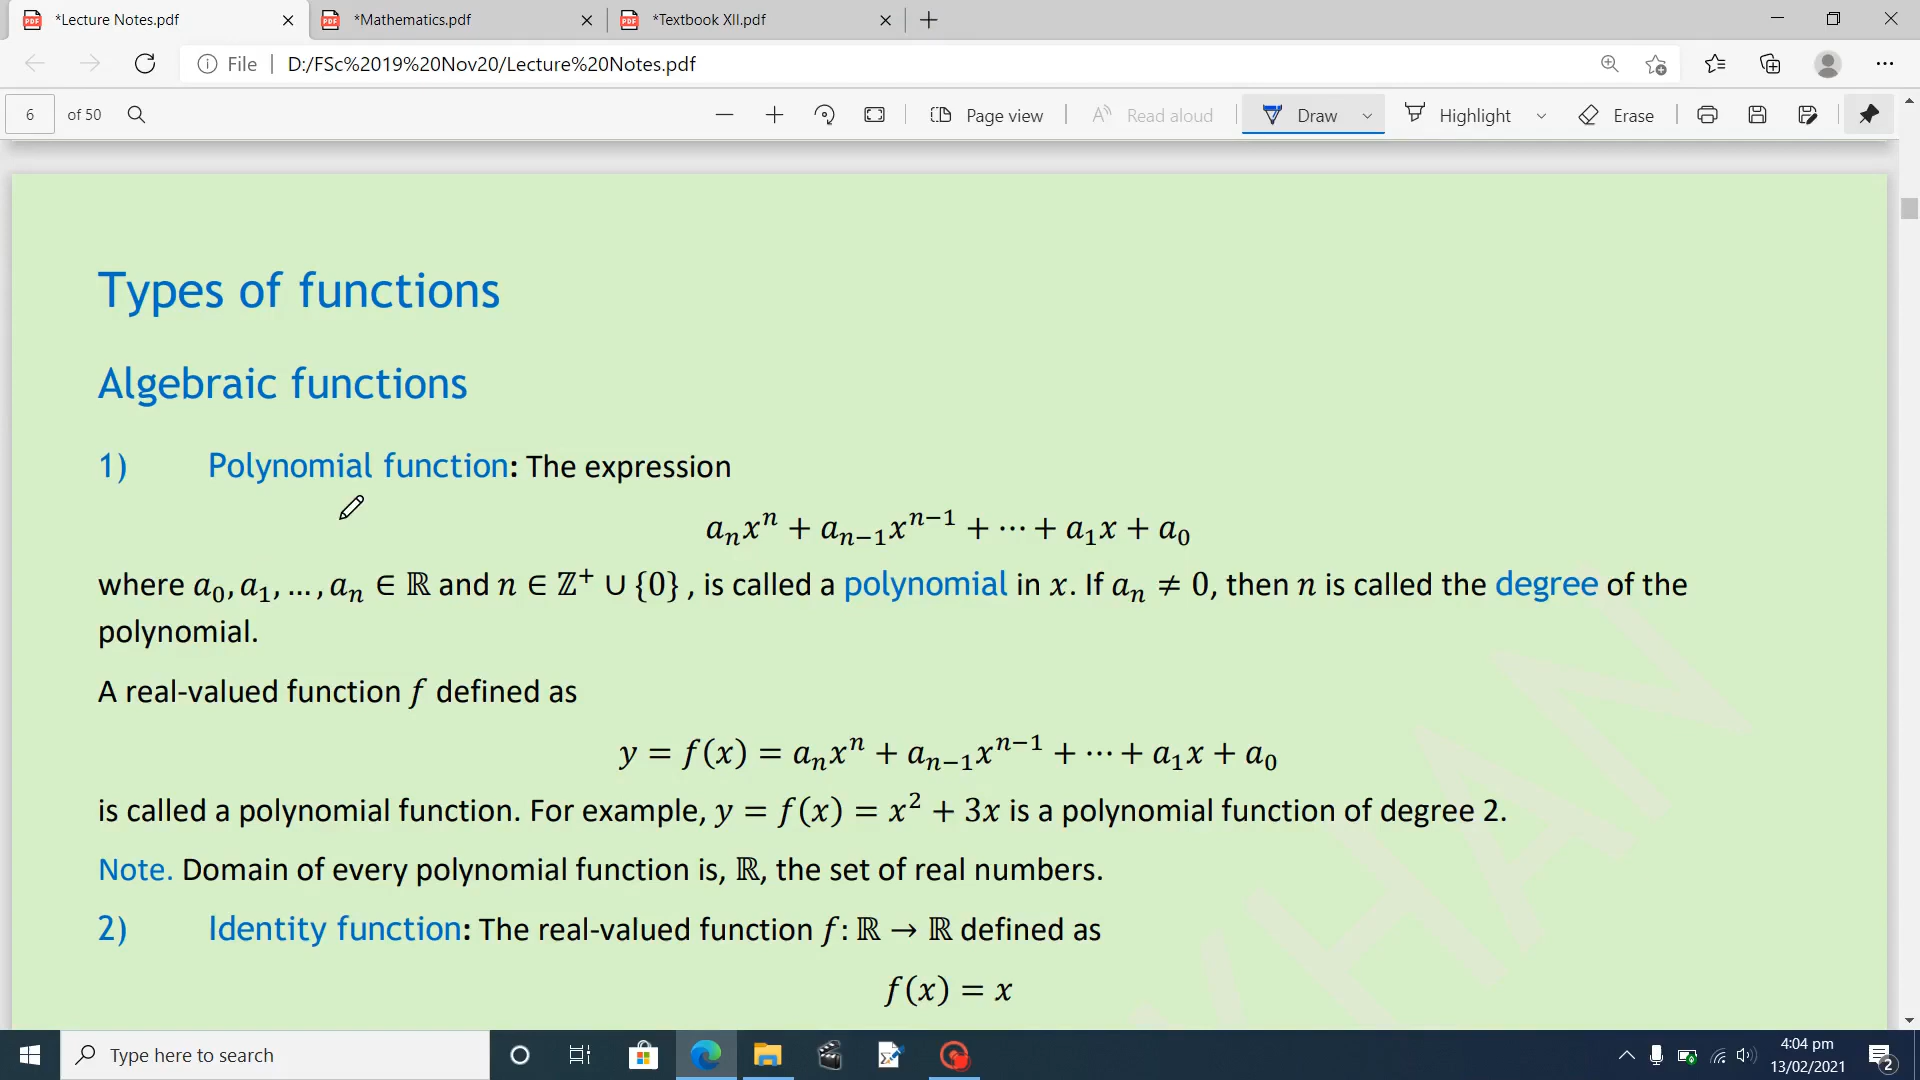 *Lecture Notes.pdf
*Mathematics.pdf
*Textbook XII.pdf
File | D:/FSc%2019%20Nov20/Lecture%20Notes.pdf
6 of 50
Page view
Read aloud
Draw
Highlight
Erase
Types of functions
Algebraic functions
1) Polynomial function: The expression
aₙxⁿ + aₙ₋₁xⁿ⁻¹ + ⋯ + a₁x + a₀
where a₀, a₁, … , aₙ ∈ ℝ and n ∈ ℤ⁺ ∪ {0} , is called a polynomial in x. If aₙ ≠ 0, then n is called the degree of the
polynomial.
A real-valued function f defined as
y = f(x) = aₙxⁿ + aₙ₋₁xⁿ⁻¹ + ⋯ + a₁x + a₀
is called a polynomial function. For example, y = f(x) = x² + 3x is a polynomial function of degree 2.
Note. Domain of every polynomial function is, ℝ, the set of real numbers.
2) Identity function: The real-valued function f: ℝ → ℝ defined as
f(x) = x
Type here to search
4:04 pm
13/02/2021
2